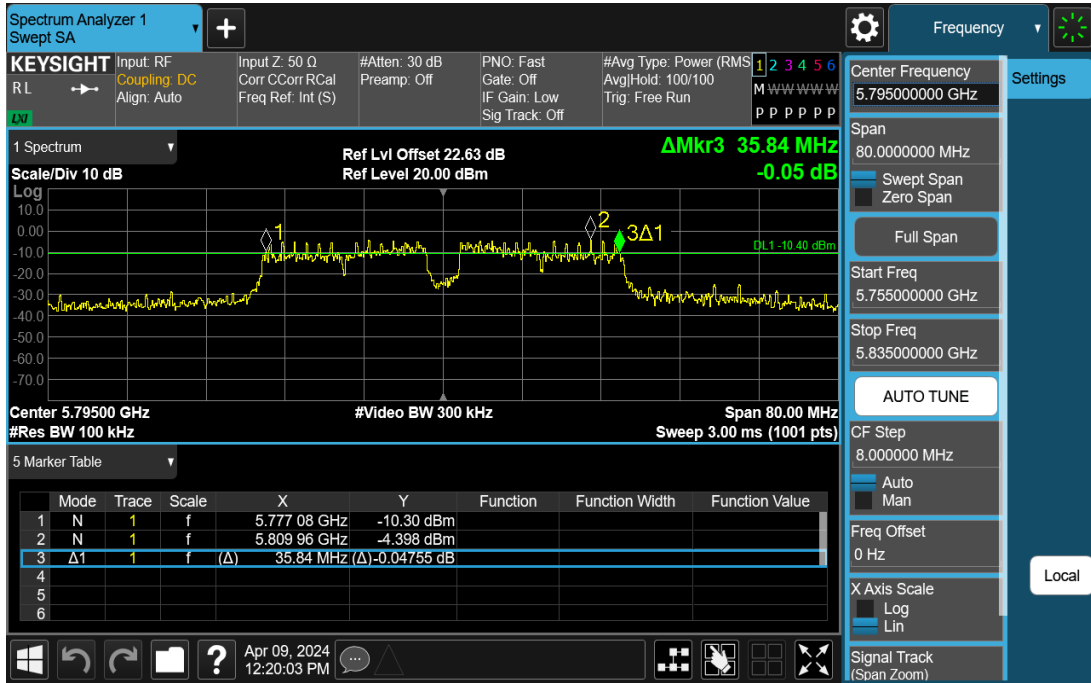 Spectrum Analyzer 1
Swept SA
+
Frequency
KEYSIGHT
RL
LXI
Input: RF
Coupling: DC
Align: Auto
Input Z: 50 Ω
Corr CCorr RCal
Freq Ref: Int (S)
#Atten: 30 dB
Preamp: Off
PNO: Fast
Gate: Off
IF Gain: Low
Sig Track: Off
#Avg Type: Power (RMS
Avg|Hold: 100/100
Trig: Free Run
1 2 3 4 5 6
M W W W W W
P P P P P P
1 Spectrum
Scale/Div 10 dB
Ref Lvl Offset 22.63 dB
Ref Level 20.00 dBm
ΔMkr3 35.84 MHz
-0.05 dB
Log
10.0
0.00
-10.0
-20.0
-30.0
-40.0
-50.0
-60.0
-70.0
1
2
3Δ1
DL1 -10.40 dBm
Center 5.79500 GHz
#Video BW 300 kHz
Span 80.00 MHz
#Res BW 100 kHz
Sweep 3.00 ms (1001 pts)
5 Marker Table
Mode Trace Scale X Y Function Function Width Function Value
1 N 1 f 5.777 08 GHz -10.30 dBm
2 N 1 f 5.809 96 GHz -4.398 dBm
3 Δ1 1 f (Δ) 35.84 MHz (Δ) -0.04755 dB
4
5
6
?
Apr 09, 2024
12:20:03 PM
Center Frequency
5.795000000 GHz
Settings
Span
80.0000000 MHz
Swept Span
Zero Span
Full Span
Start Freq
5.755000000 GHz
Stop Freq
5.835000000 GHz
AUTO TUNE
CF Step
8.000000 MHz
Auto
Man
Freq Offset
0 Hz
Local
X Axis Scale
Log
Lin
Signal Track
(Span Zoom)